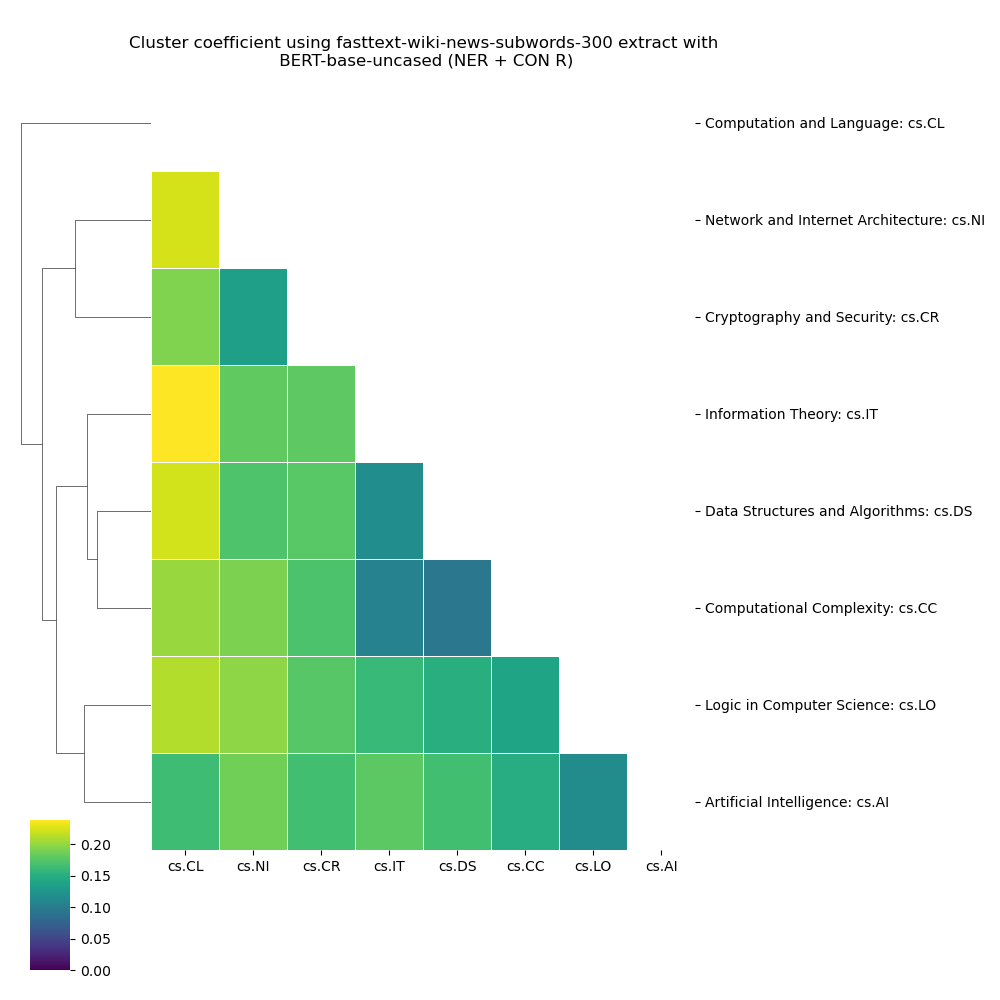 Cluster coefficient using fasttext-wiki-news-subwords-300 extract with
BERT-base-uncased (NER + CON R)
Computation and Language: cs.CL
Network and Internet Architecture: cs.NI
Cryptography and Security: cs.CR
Information Theory: cs.IT
Data Structures and Algorithms: cs.DS
Computational Complexity: cs.CC
Logic in Computer Science: cs.LO
Artificial Intelligence: cs.AI
cs.CL cs.NI cs.CR cs.IT cs.DS cs.CC cs.LO cs.AI
0.20
0.15
0.10
0.05
0.00